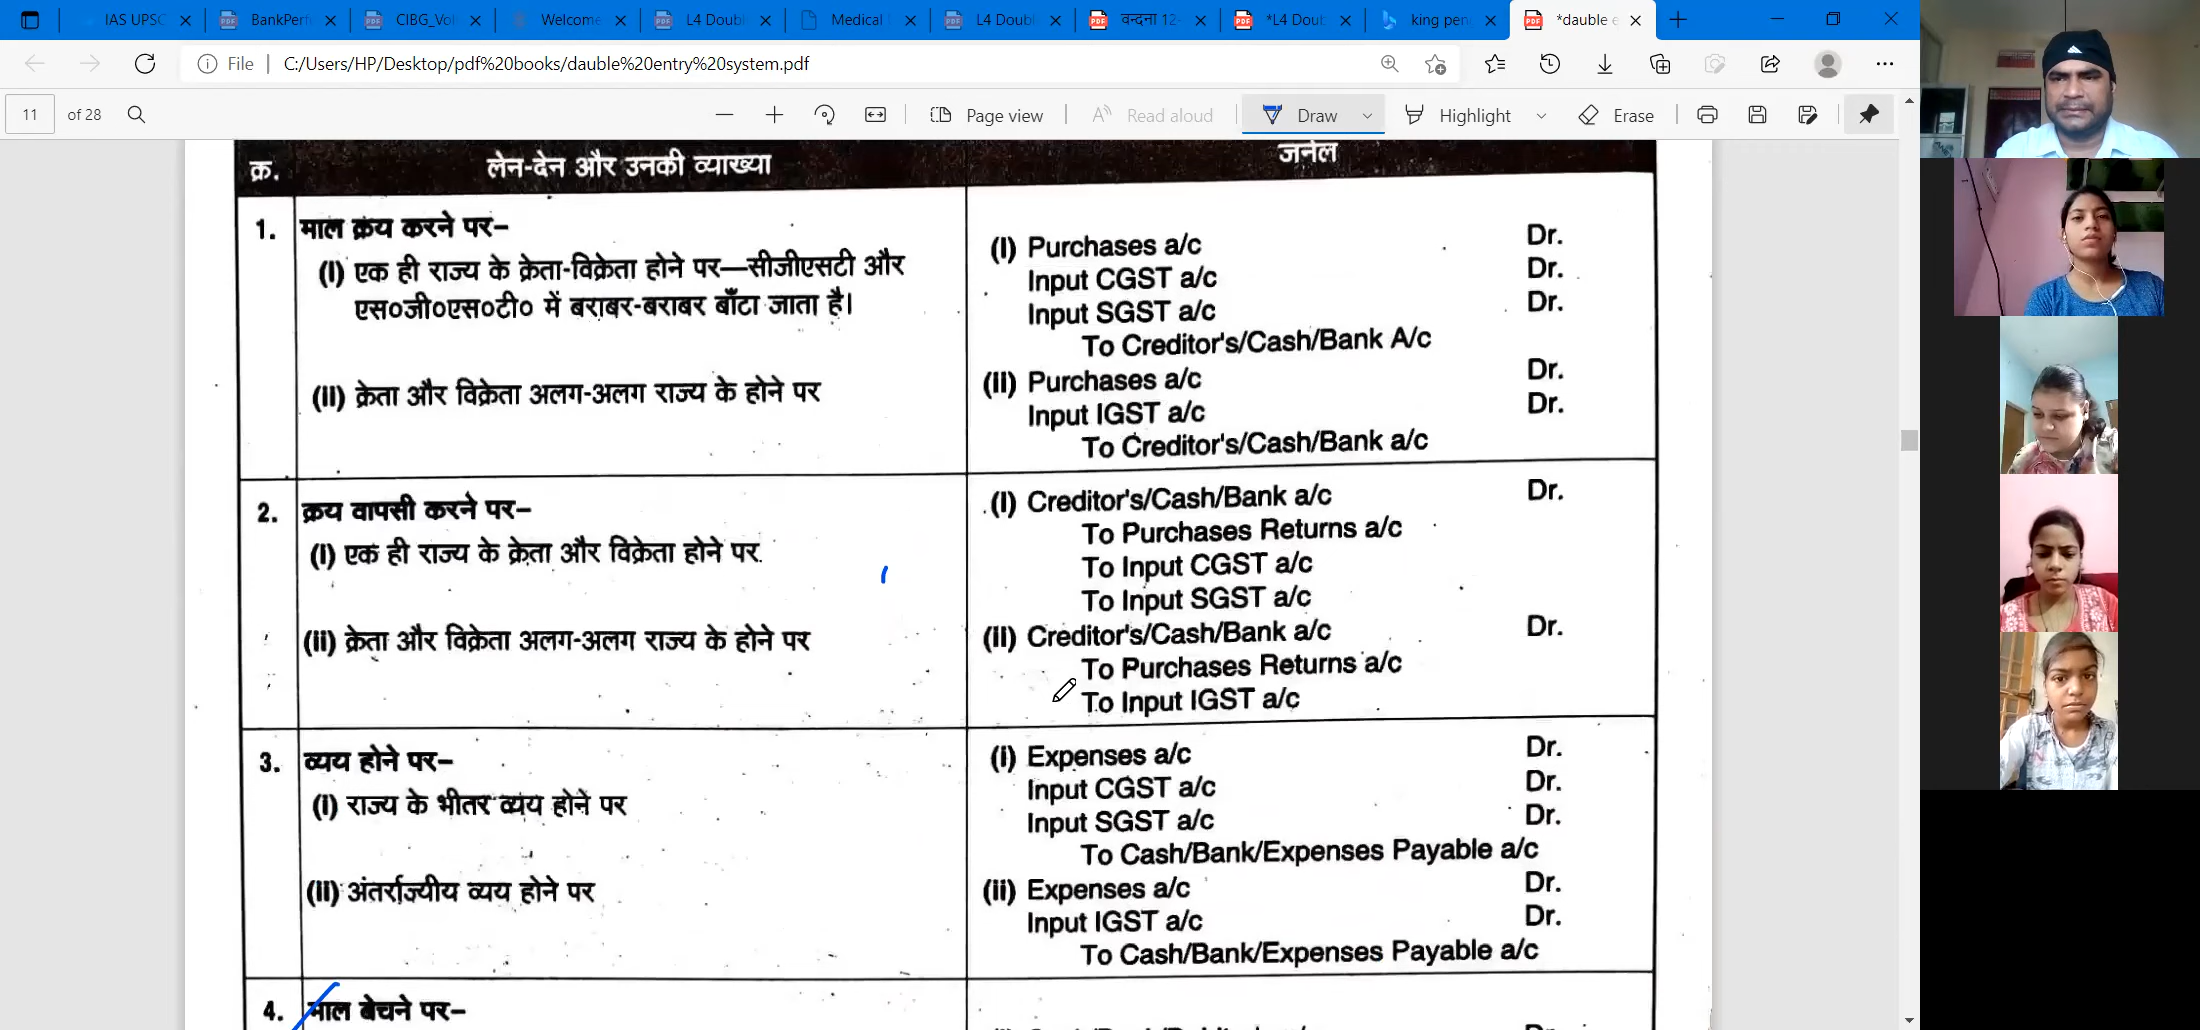 IAS UPSC
BankPerf
CIBG_Vol
Welcome
L4 Doubl
Medical
L4 Doubl
वन्दना 12-
*L4 Doub
king pen
*dauble e
File
C:/Users/HP/Desktop/pdf%20books/dauble%20entry%20system.pdf
11 of 28
Page view
Read aloud
Draw
Highlight
Erase
क्र. लेन-देन और उनकी व्याख्या जर्नल
1. माल क्रय करने पर–
(i) एक ही राज्य के क्रेता-विक्रेता होने पर—सीजीएसटी और
एस०जी०एस०टी० में बराबर-बराबर बाँटा जाता है।
(i) Purchases a/c Dr.
Input CGST a/c Dr.
Input SGST a/c Dr.
To Creditor's/Cash/Bank A/c
(ii) क्रेता और विक्रेता अलग-अलग राज्य के होने पर
(ii) Purchases a/c Dr.
Input IGST a/c Dr.
To Creditor's/Cash/Bank a/c
2. क्रय वापसी करने पर–
(i) एक ही राज्य के क्रेता और विक्रेता होने पर
(i) Creditor's/Cash/Bank a/c Dr.
To Purchases Returns a/c
To Input CGST a/c
To Input SGST a/c
(ii) क्रेता और विक्रेता अलग-अलग राज्य के होने पर
(ii) Creditor's/Cash/Bank a/c Dr.
To Purchases Returns a/c
To Input IGST a/c
3. व्यय होने पर–
(i) राज्य के भीतर व्यय होने पर
(i) Expenses a/c Dr.
Input CGST a/c Dr.
Input SGST a/c Dr.
To Cash/Bank/Expenses Payable a/c
(ii) अंतर्राज्यीय व्यय होने पर
(ii) Expenses a/c Dr.
Input IGST a/c Dr.
To Cash/Bank/Expenses Payable a/c
4. माल बेचने पर–